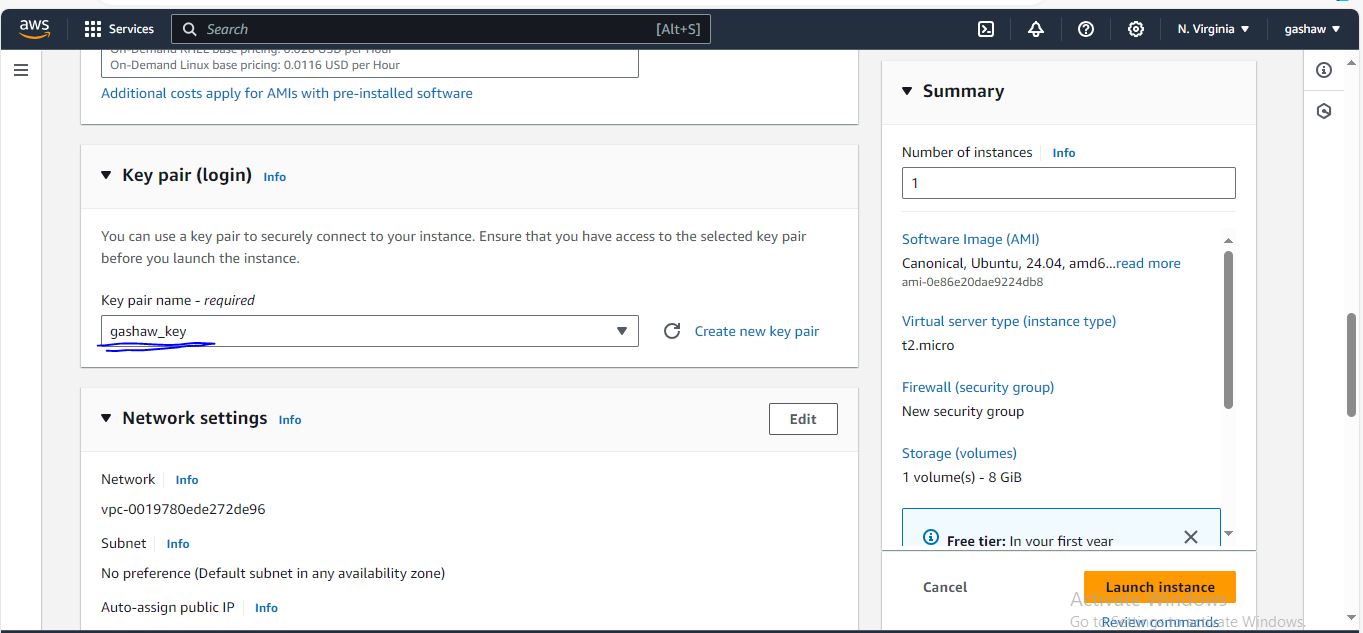 aws
Services
Search
[Alt+S]
N. Virginia
gashaw
On-Demand RHEL base pricing: 0.026 USD per Hour
On-Demand Linux base pricing: 0.0116 USD per Hour
Additional costs apply for AMIs with pre-installed software
Key pair (login) Info
You can use a key pair to securely connect to your instance. Ensure that you have access to the selected key pair
before you launch the instance.
Key pair name - required
gashaw_key
Create new key pair
Network settings Info
Edit
Network Info
vpc-0019780ede272de96
Subnet Info
No preference (Default subnet in any availability zone)
Auto-assign public IP Info
Summary
Number of instances Info
1
Software Image (AMI)
Canonical, Ubuntu, 24.04, amd6...read more
ami-0e86e20dae9224db8
Virtual server type (instance type)
t2.micro
Firewall (security group)
New security group
Storage (volumes)
1 volume(s) - 8 GiB
Free tier: In your first year
Cancel
Launch instance
Activate Windows
Review commands
Go to Settings to activate Windows.